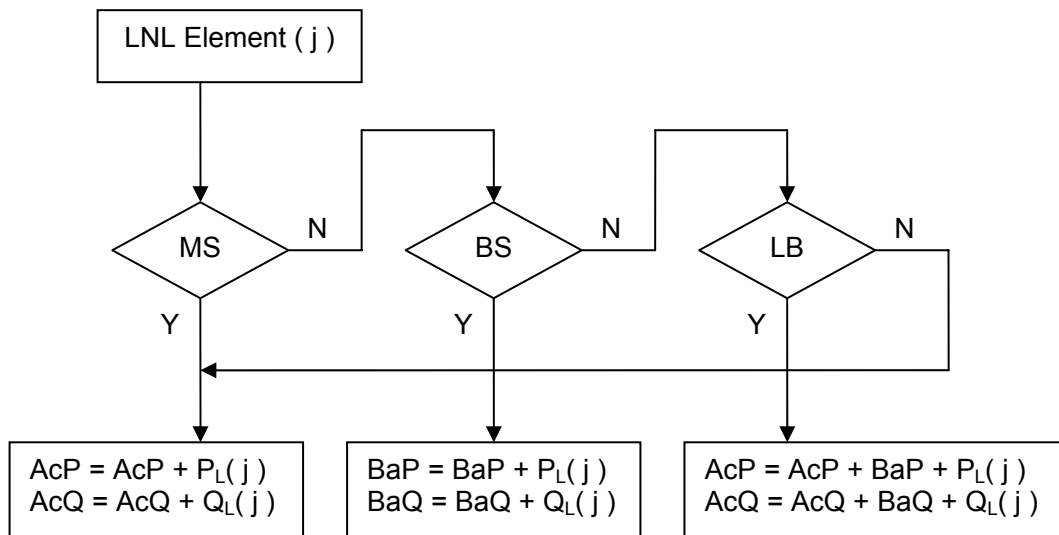 LNL Element ( j )
MS
N
BS
N
LB
N
Y
Y
Y
AcP = AcP + PL( j )
AcQ = AcQ + QL( j )
BaP = BaP + PL( j )
BaQ = BaQ + QL( j )
AcP = AcP + BaP + PL( j )
AcQ = AcQ + BaQ + QL( j )